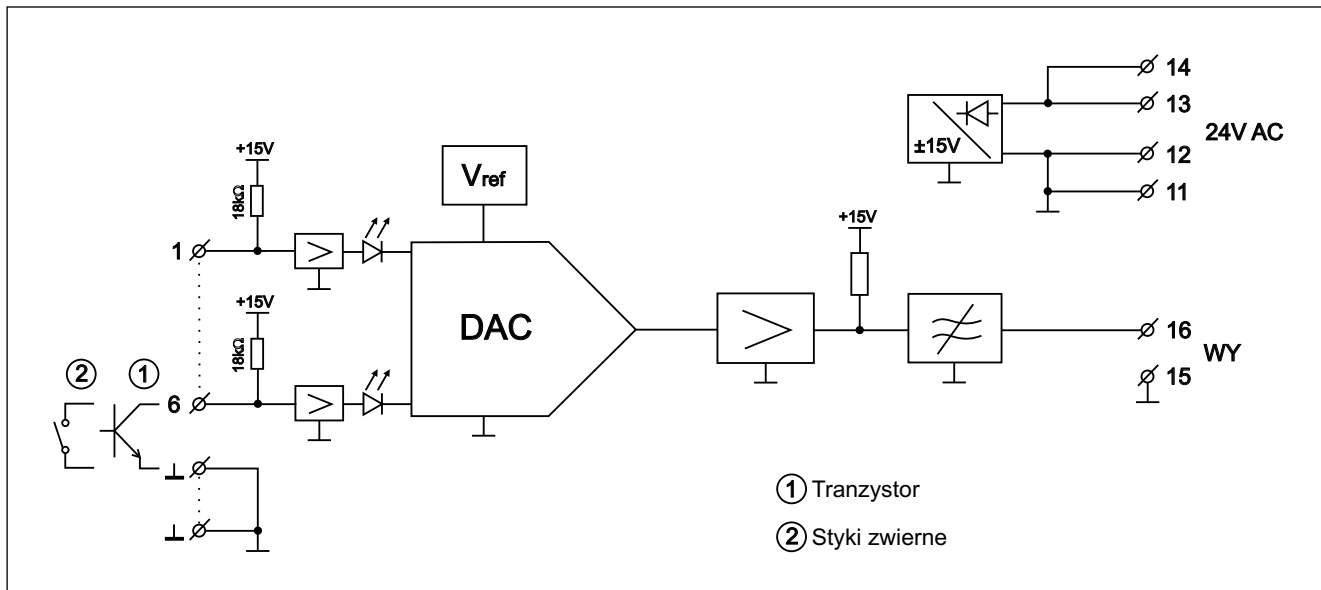 14
13
24V AC
12
11
±15V
+15V
18kΩ
Vref
+15V
1
DAC
+15V
18kΩ
16
WY
15
2
1
6
1 Tranzystor
2 Styki zwierne